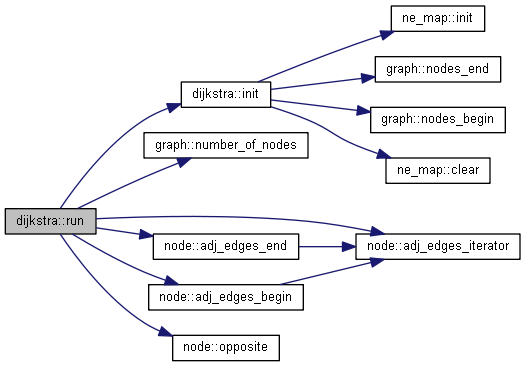 ne_map::init
graph::nodes_end
dijkstra::init
graph::nodes_begin
graph::number_of_nodes
ne_map::clear
dijkstra::run
node::adj_edges_end
node::adj_edges_iterator
node::adj_edges_begin
node::opposite